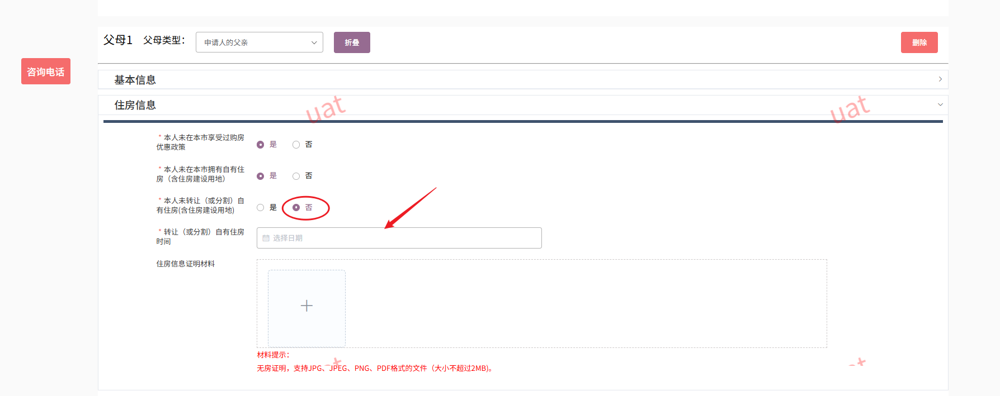 父母1 父母类型： 申请人的父亲 折叠 删除
咨询电话
基本信息
住房信息
uat uat
* 本人未在本市享受过购房
优惠政策
是 否
* 本人未在本市拥有自有住
房（含住房建设用地）
是 否
* 本人未转让（或分割）自
有住房(含住房建设用地)
是 否
* 转让（或分割）自有住房
时间
选择日期
住房信息证明材料
材料提示：
无房证明，支持JPG、JPEG、PNG、PDF格式的文件（大小不超过2MB)。